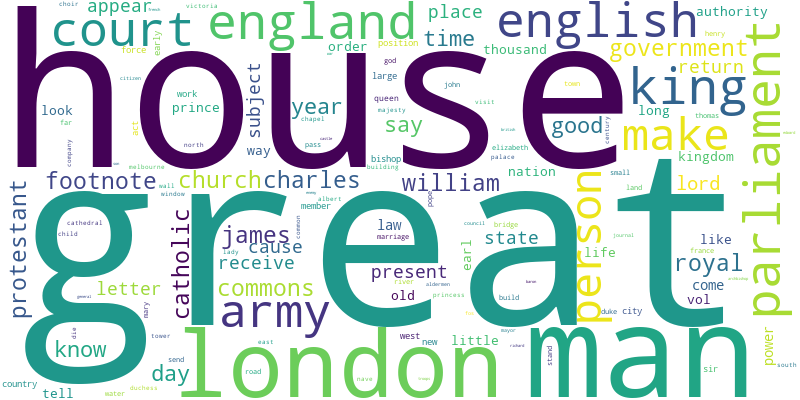 choir victoria henry
appear england english place authority
court time thousand
force early order position government
house
god return
look work prince year subject large john king
queen say majesty visit long thomas
far act town good make parliament
company north chapel pass citizen century
way elizabeth kingdom
melbourne bishop palace
building nation small
footnote wall church charles william lord
window albert pope land
protestant member law council bridge life journal
cathedral catholic james common marriage earl state person like
child cause lady receive present france royal
great
letter commons river old aldermen princess build come vol
mary army duke city
general die tower west new little mayor power
know east stand richard sir
day london man
send road south
country tell water duchess